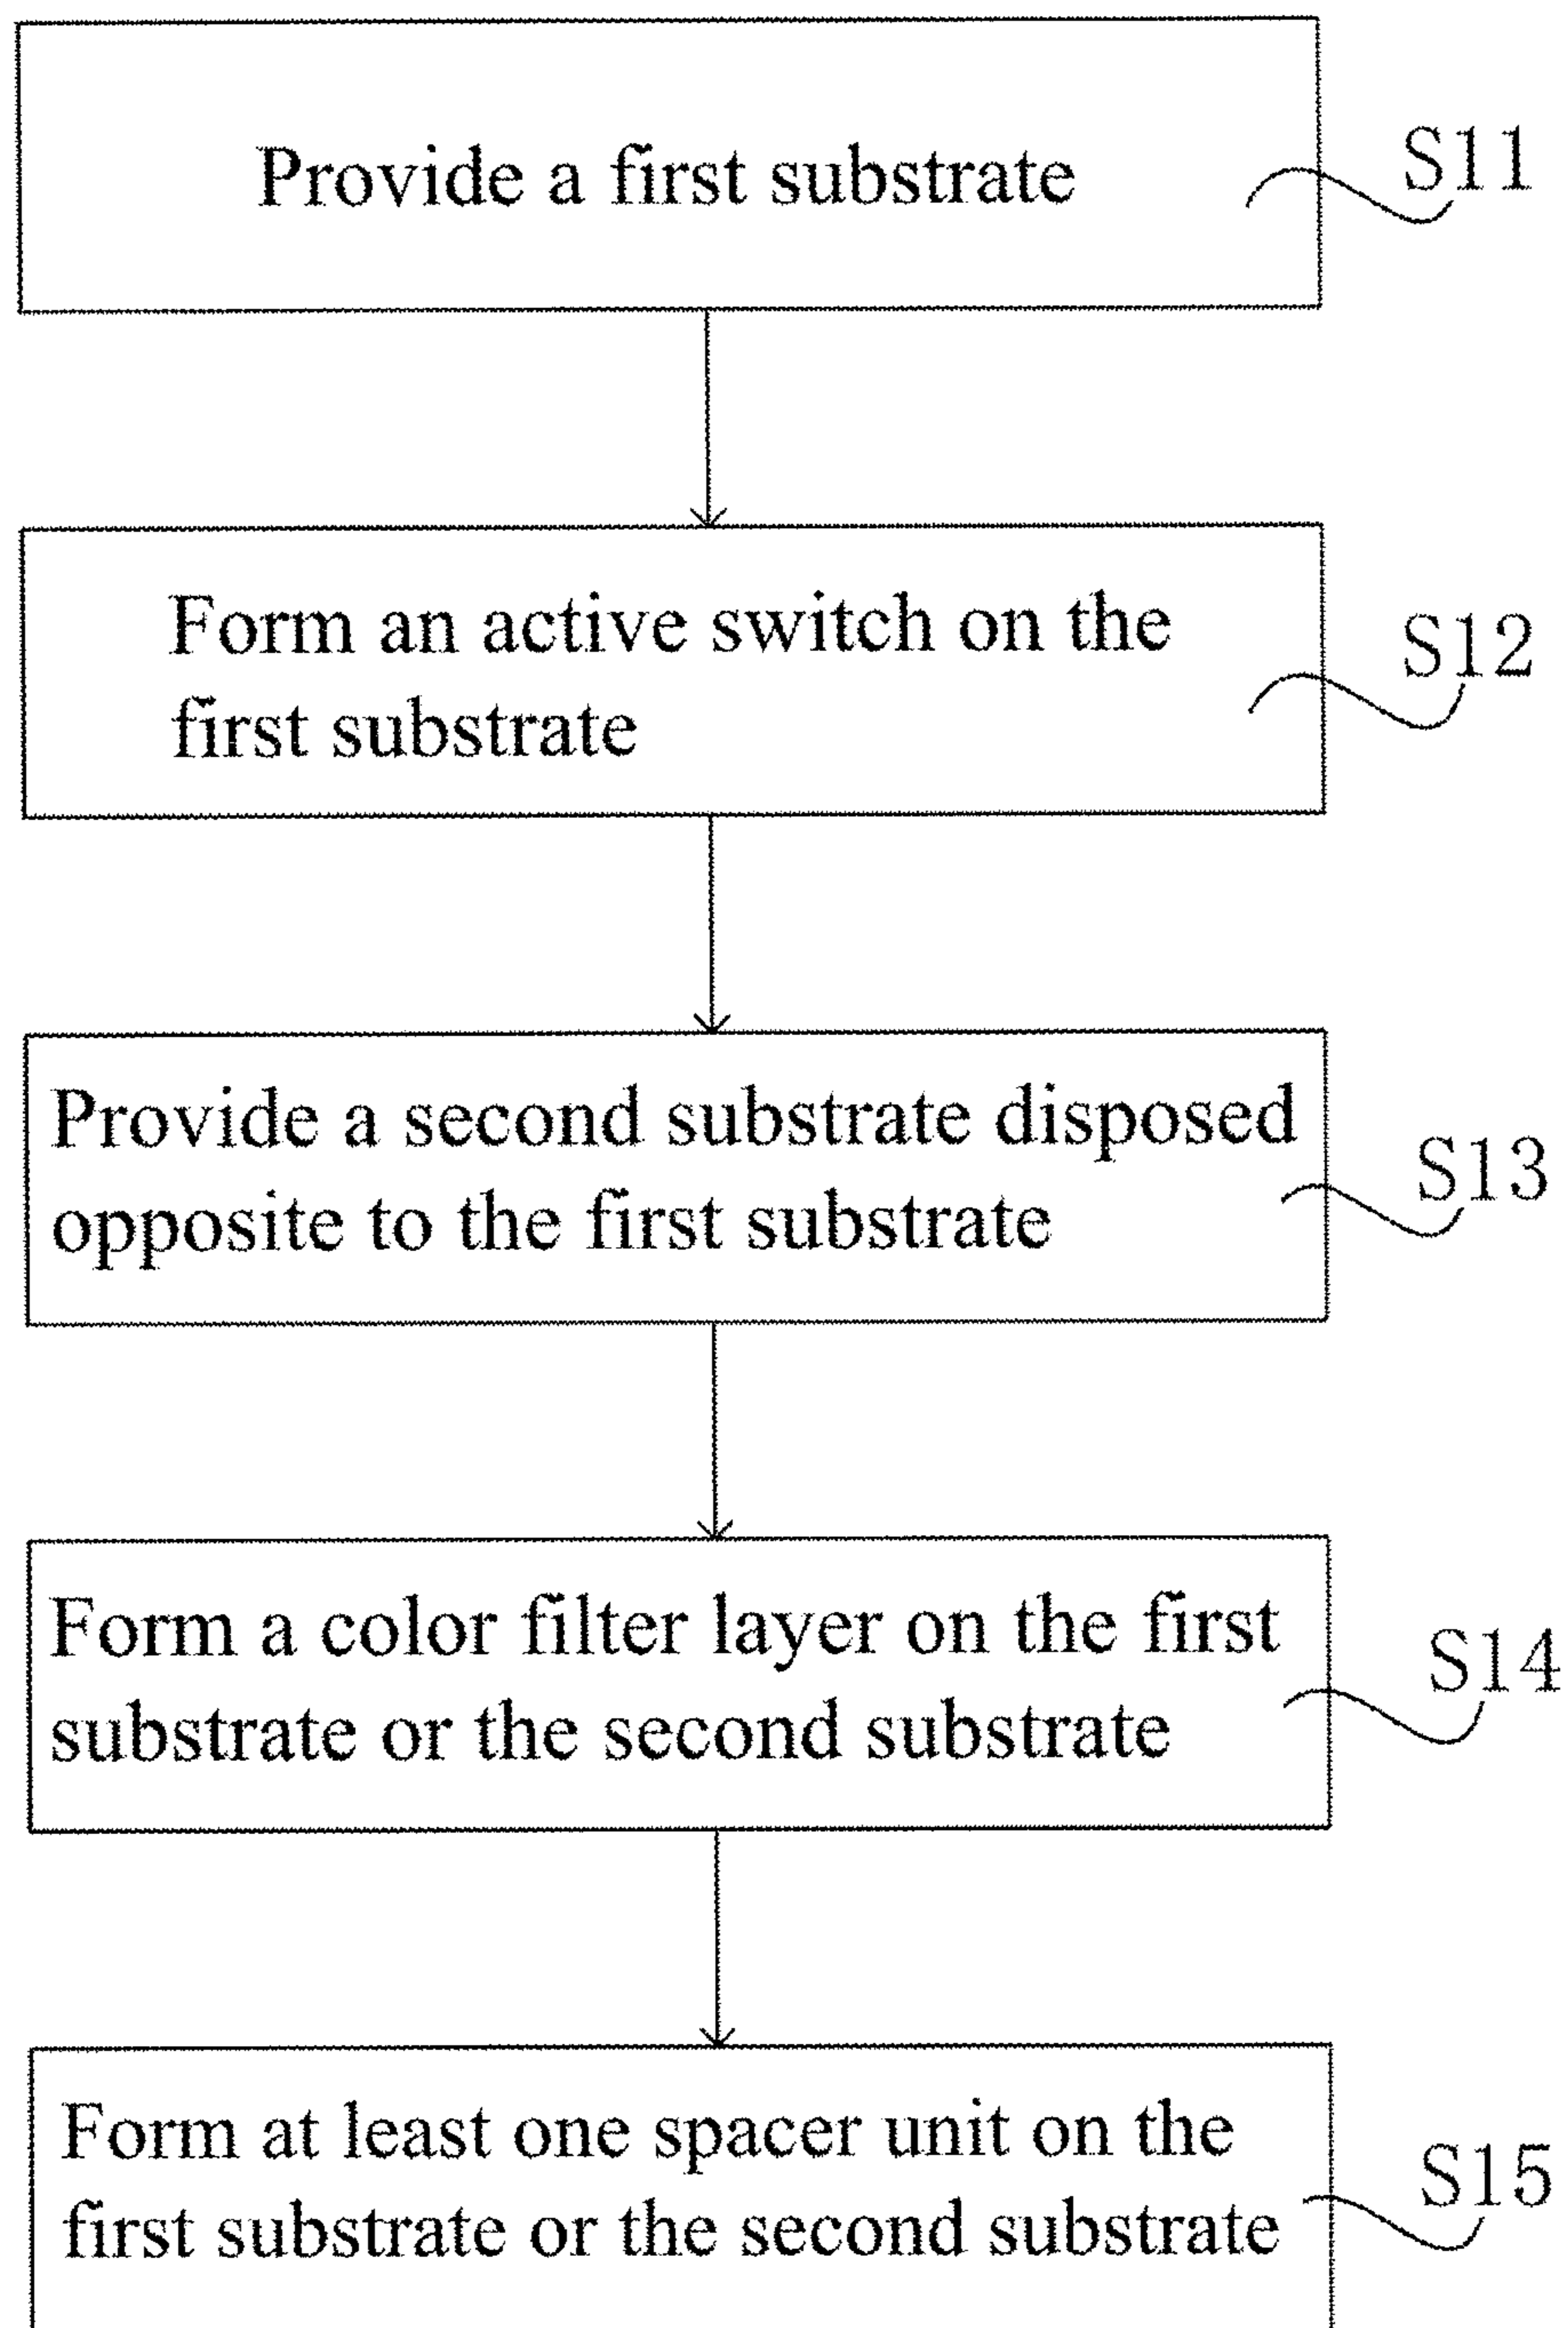 Provide a first substrate
S11
Form an active switch on the
first substrate
S12
Provide a second substrate disposed
opposite to the first substrate
S13
Form a color filter layer on the first
substrate or the second substrate
S14
Form at least one spacer unit on the
first substrate or the second substrate
S15